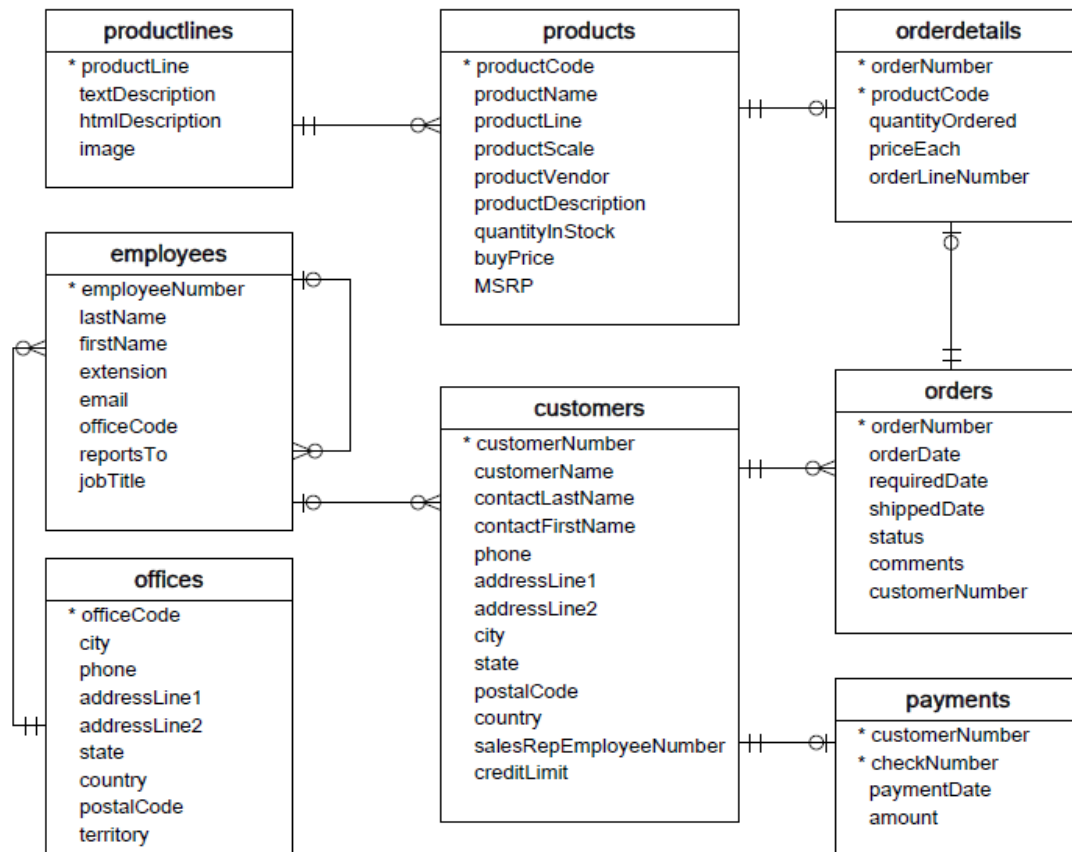 productlines
* productLine
textDescription
htmlDescription
image
products
* productCode
productName
productLine
productScale
productVendor
productDescription
quantityInStock
buyPrice
MSRP
orderdetails
* orderNumber
* productCode
quantityOrdered
priceEach
orderLineNumber
employees
* employeeNumber
lastName
firstName
extension
email
officeCode
reportsTo
jobTitle
customers
* customerNumber
customerName
contactLastName
contactFirstName
phone
addressLine1
addressLine2
city
state
postalCode
country
salesRepEmployeeNumber
creditLimit
orders
* orderNumber
orderDate
requiredDate
shippedDate
status
comments
customerNumber
offices
* officeCode
city
phone
addressLine1
addressLine2
state
country
postalCode
territory
payments
* customerNumber
* checkNumber
paymentDate
amount